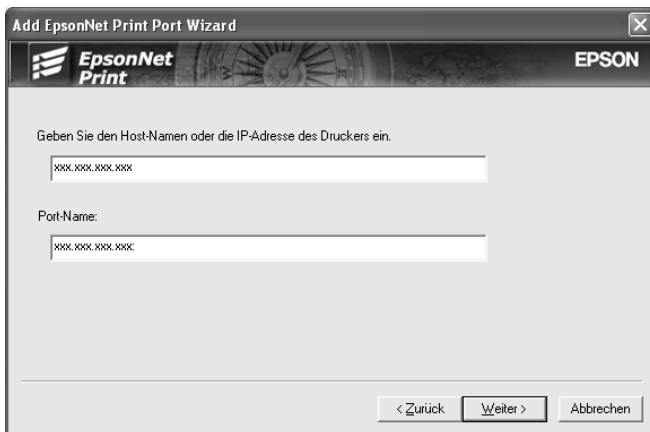 Add EpsonNet Print Port Wizard
EpsonNet
Print
EPSON
W
E
Geben Sie den Host-Namen oder die IP-Adresse des Druckers ein.
xxx.xxx.xxx.xxx
Port-Name:
xxx.xxx.xxx.xxx:
< Zurück
Weiter >
Abbrechen